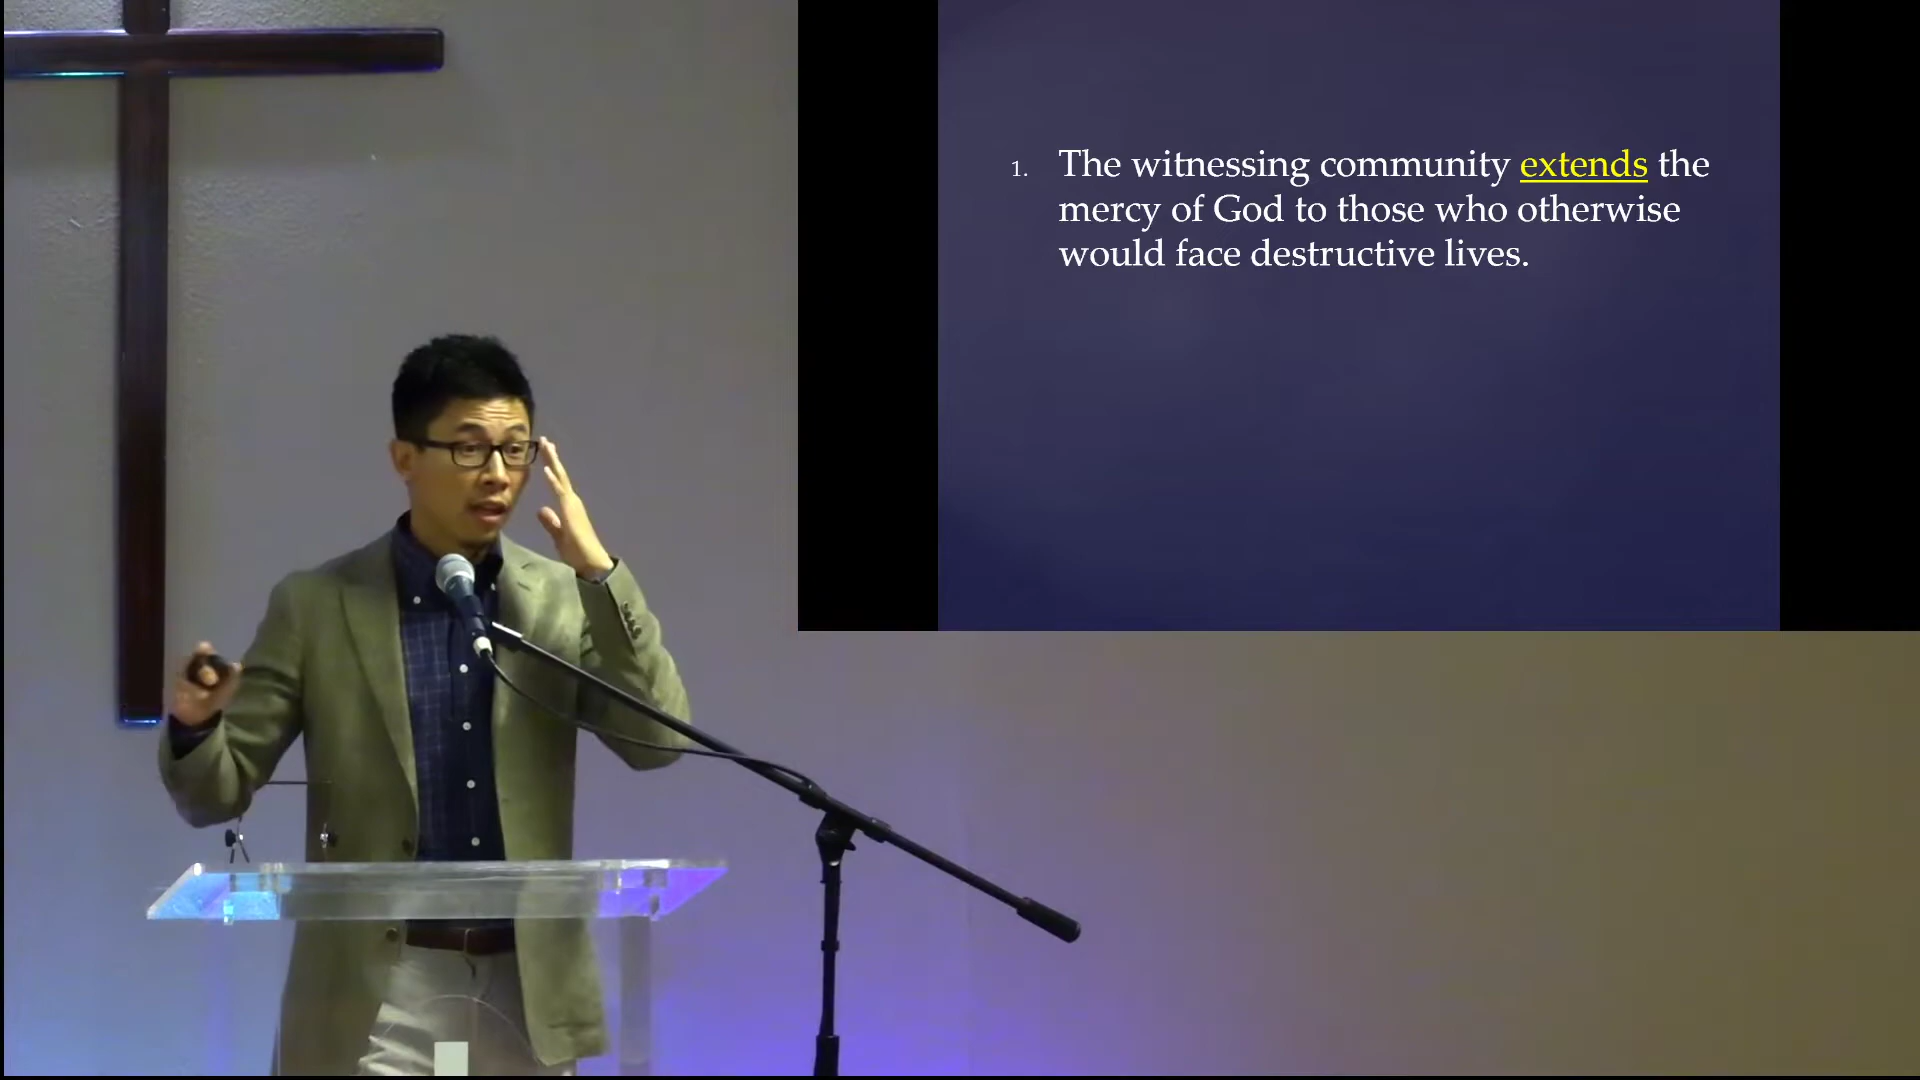 1. The witnessing community extends the
mercy of God to those who otherwise
would face destructive lives.